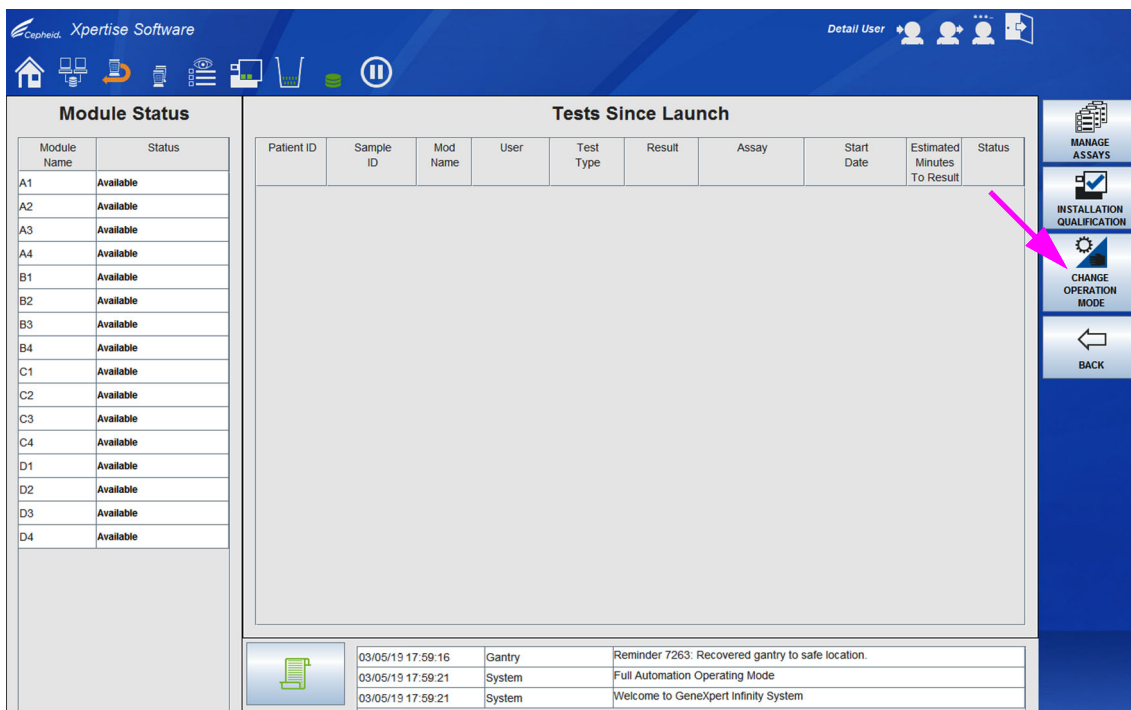 Cepheid. Xpertise Software
Detail User
Module Status
Tests Since Launch
Module Name Status
Patient ID Sample ID Mod Name User Test Type Result Assay Start Date Estimated Minutes To Result Status
A1 Available
A2 Available
A3 Available
A4 Available
B1 Available
B2 Available
B3 Available
B4 Available
C1 Available
C2 Available
C3 Available
C4 Available
D1 Available
D2 Available
D3 Available
D4 Available
03/05/19 17:59:16 Gantry Reminder 7263: Recovered gantry to safe location.
03/05/19 17:59:21 System Full Automation Operating Mode
03/05/19 17:59:21 System Welcome to GeneXpert Infinity System
MANAGE
ASSAYS
INSTALLATION
QUALIFICATION
CHANGE
OPERATION
MODE
BACK